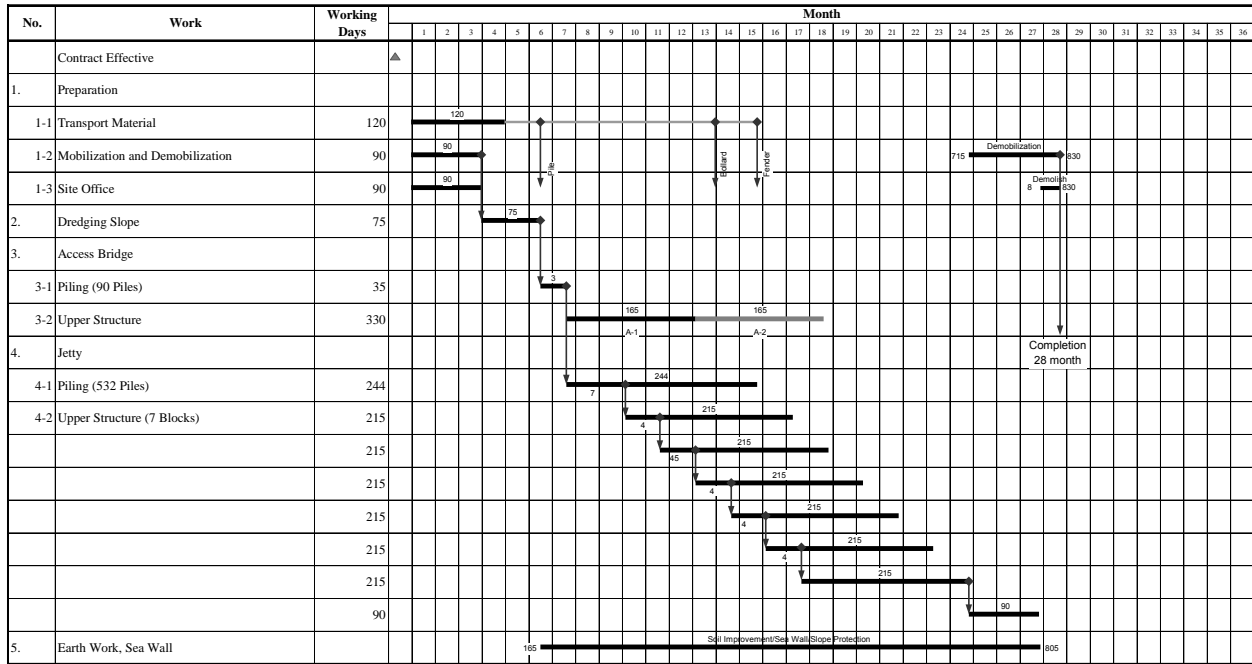 No. Work Working Days Month
1 2 3 4 5 6 7 8 9 10 11 12 13 14 15 16 17 18 19 20 21 22 23 24 25 26 27 28 29 30 31 32 33 34 35 36
Contract Effective
1. Preparation
1-1 Transport Material 120 120
1-2 Mobilization and Demobilization 90 90 Pile Bollard Fender 715 Demobilization 830
1-3 Site Office 90 90 8 Demolish 830
2. Dredging Slope 75 75
3. Access Bridge
3-1 Piling (90 Piles) 35 3
3-2 Upper Structure 330 165 165
A-1 A-2
4. Jetty Completion
28 month
4-1 Piling (532 Piles) 244 244
7
4-2 Upper Structure (7 Blocks) 215 215
4
215 215
45
215 215
4
215 215
4
215 215
4
215 215
90 90
5. Earth Work, Sea Wall 165 Soil Improvement/Sea Wall/Slope Protection 805